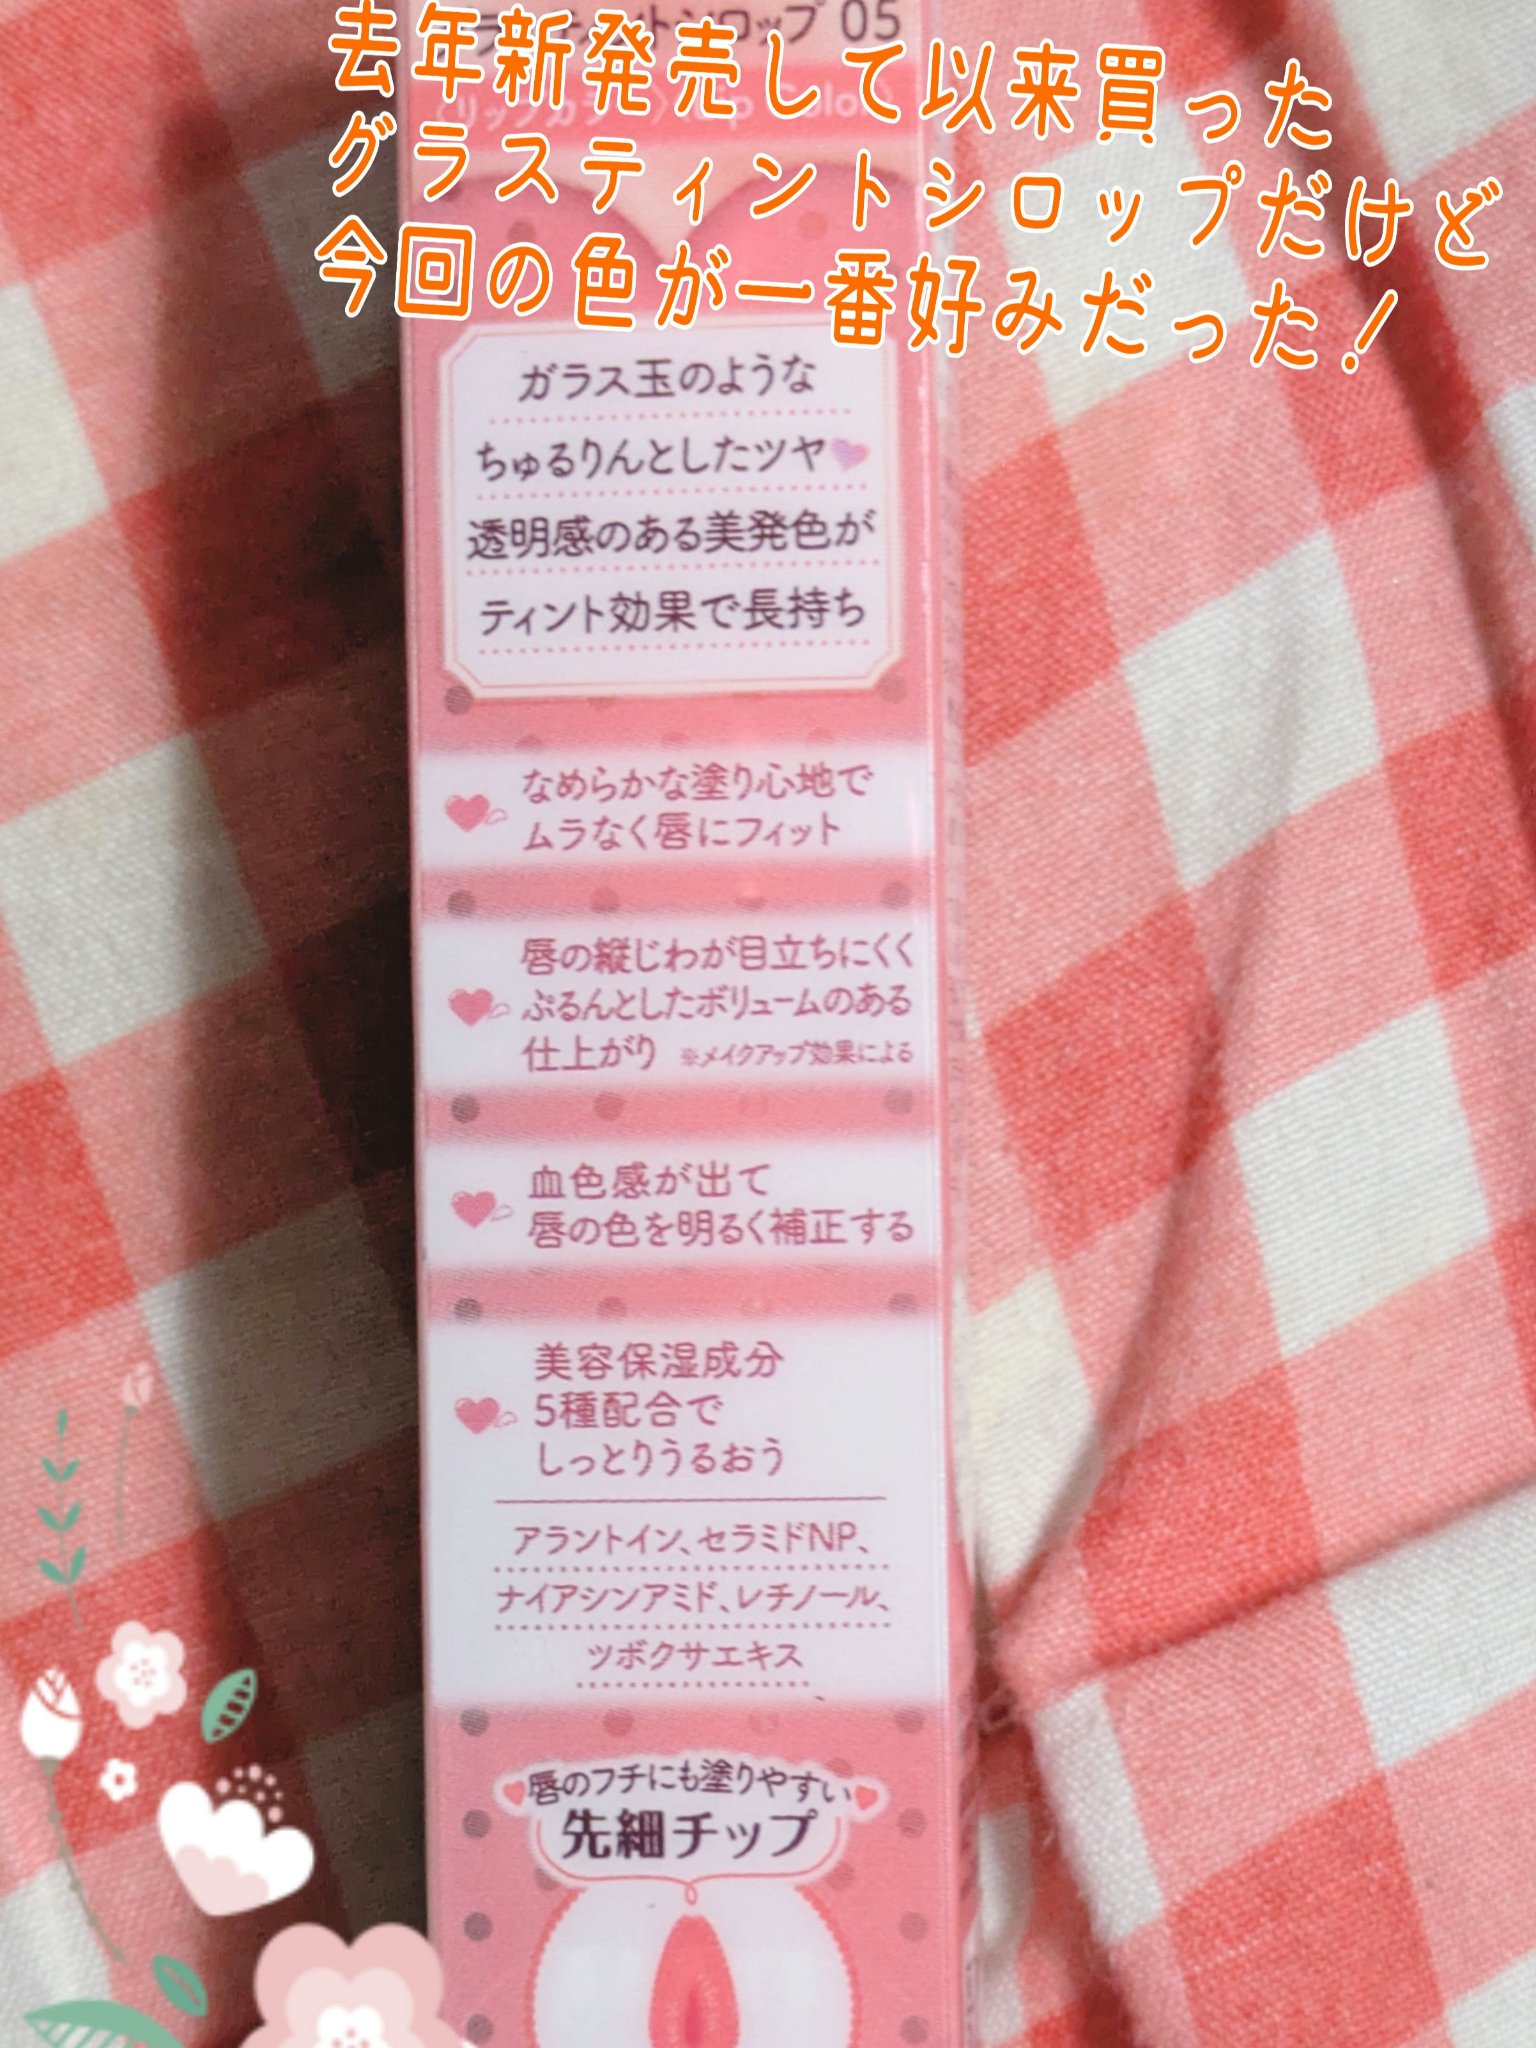 ラスティントシロップ 05
去年新発売して以来買った
グラスティントシロップだけど
今回の色が一番好みだった!
ガラス玉のような
ちゅるりんとしたツヤ
透明感のある美発色が
ティント効果で長持ち
なめらかな塗り心地で
ムラなく唇にフィット
唇の縦じわが目立ちにくく
ぷるんとしたボリュームのある
仕上がり ※メイクアップ効果による
血色感が出て
唇の色を明るく補正する
美容保湿成分
5種配合で
しっとりうるおう
アラントイン、セラミドNP、
ナイアシンアミド、レチノール、
ツボクサエキス
唇のフチにも塗りやすい
先細チップ